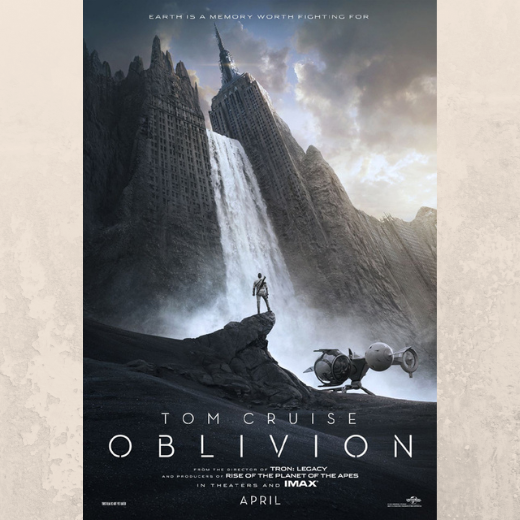 EARTH IS A MEMORY WORTH FIGHTING FOR
TOM CRUISE
OBLIVION
FROM THE DIRECTOR OF TRON: LEGACY
AND PRODUCERS OF RISE OF THE PLANET OF THE APES
IN THEATERS AND IMAX
APRIL